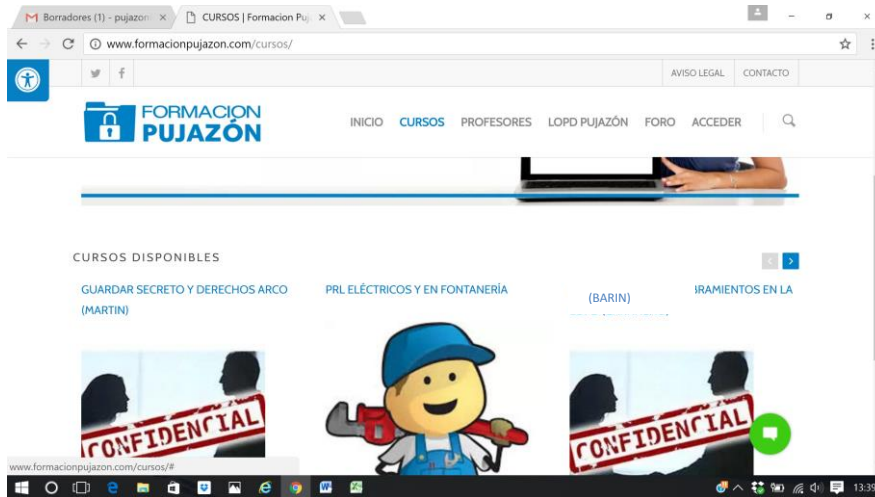 Borradores (1) - pujazon
CURSOS | Formacion Puj
www.formacionpujazon.com/cursos/
AVISO LEGAL CONTACTO
FORMACION
PUJAZÓN
INICIO CURSOS PROFESORES LOPD PUJAZÓN FORO ACCEDER
CURSOS DISPONIBLES
GUARDAR SECRETO Y DERECHOS ARCO
(MARTIN)
PRL ELÉCTRICOS Y EN FONTANERÍA
(BARIN)
BRAMIENTOS EN LA
CONFIDENCIAL
CONFIDENCIAL
www.formacionpujazon.com/cursos/#
13:39